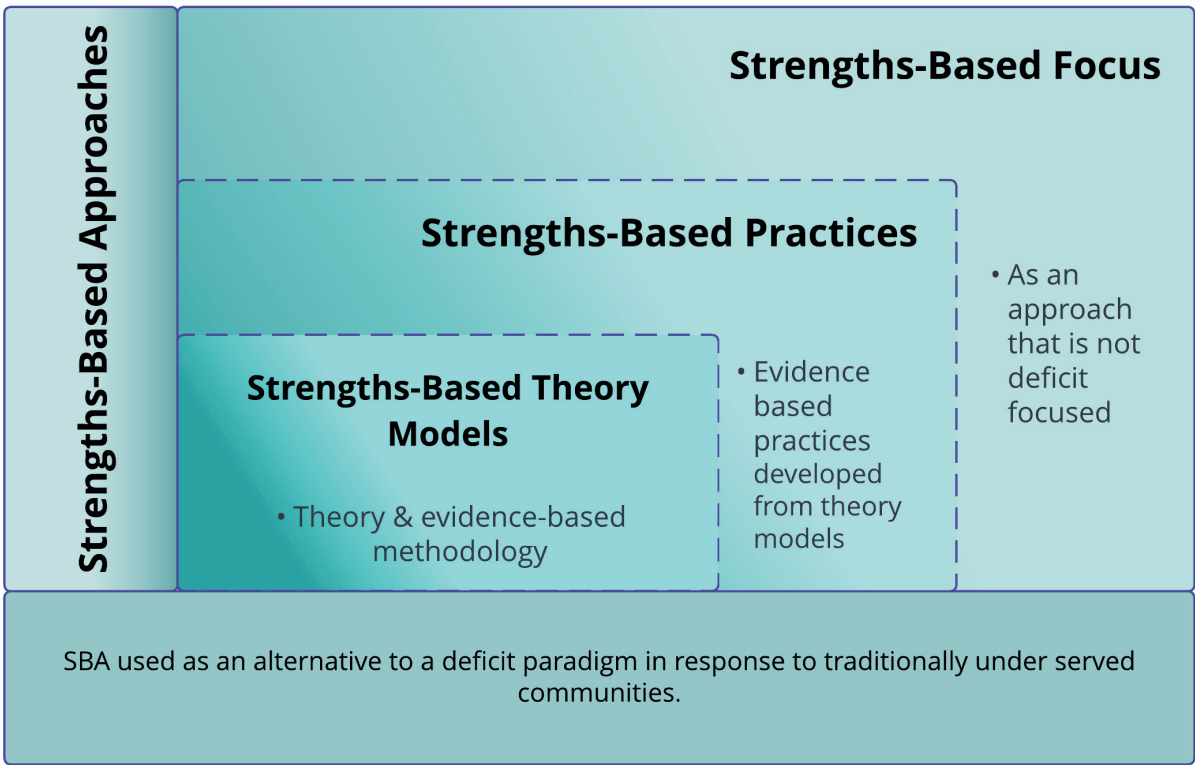 Strengths-Based Approaches
Strengths-Based Focus
• As an
approach
that is not
deficit
focused
Strengths-Based Practices
• Evidence
based
practices
developed
from theory
models
Strengths-Based Theory
Models
• Theory & evidence-based
methodology
SBA used as an alternative to a deficit paradigm in response to traditionally under served
communities.